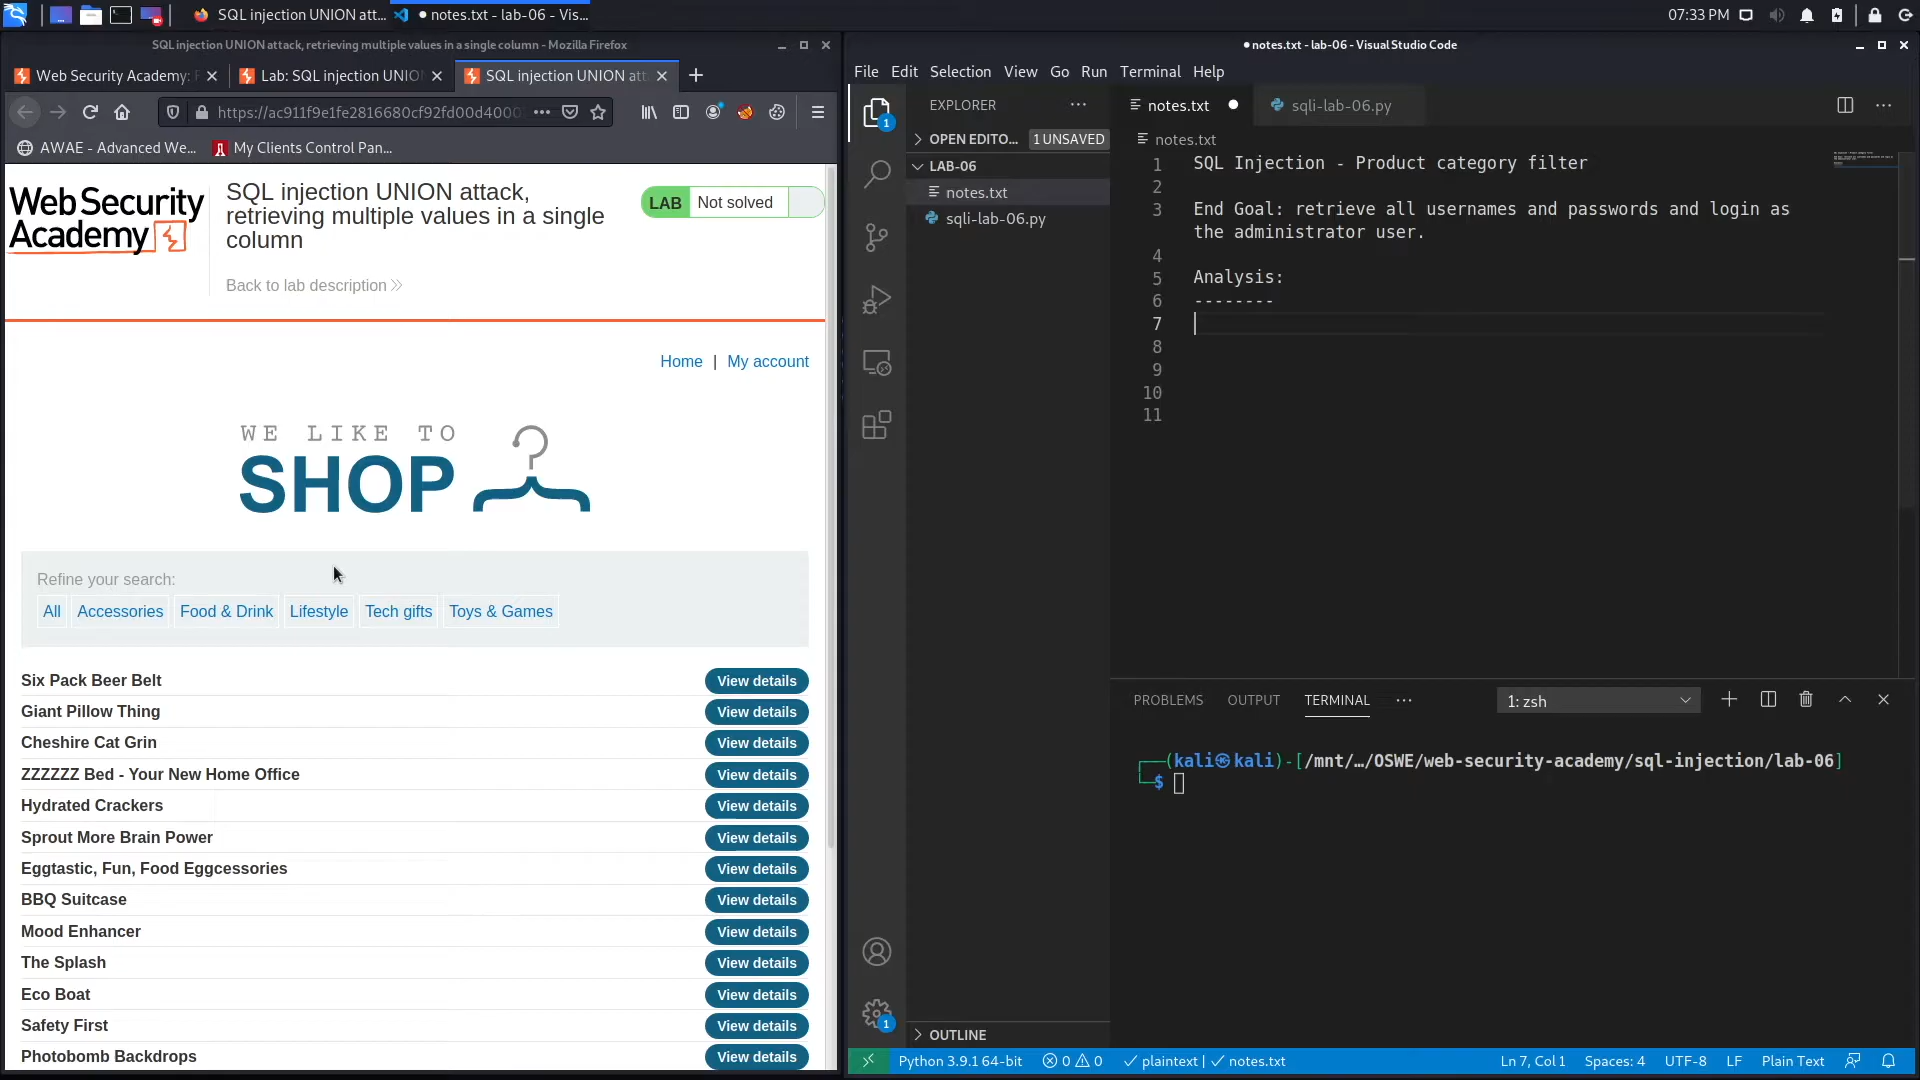 SQL injection UNION att...
● notes.txt - lab-06 - Vis...
07:33 PM
SQL injection UNION attack, retrieving multiple values in a single column - Mozilla Firefox
Web Security Academy:
Lab: SQL injection UNIO
SQL injection UNION att
https://ac911f9e1fe2816680cf92fd00d4000
AWAE - Advanced We...
My Clients Control Pan...
Web Security
Academy
SQL injection UNION attack,
retrieving multiple values in a single
column
LAB
Not solved
Back to lab description
Home | My account
WE LIKE TO
SHOP
Refine your search:
All
Accessories
Food & Drink
Lifestyle
Tech gifts
Toys & Games
Six Pack Beer Belt
View details
Giant Pillow Thing
View details
Cheshire Cat Grin
View details
ZZZZZZ Bed - Your New Home Office
View details
Hydrated Crackers
View details
Sprout More Brain Power
View details
Eggtastic, Fun, Food Eggcessories
View details
BBQ Suitcase
View details
Mood Enhancer
View details
The Splash
View details
Eco Boat
View details
Safety First
View details
Photobomb Backdrops
View details
● notes.txt - lab-06 - Visual Studio Code
File Edit Selection View Go Run Terminal Help
1
EXPLORER
OPEN EDITO...
1 UNSAVED
LAB-06
notes.txt
sqli-lab-06.py
OUTLINE
1
notes.txt
sqli-lab-06.py
notes.txt
1 SQL Injection - Product category filter
2
3 End Goal: retrieve all usernames and passwords and login as
the administrator user.
4
5 Analysis:
6 --------
7
8
9
10
11
PROBLEMS OUTPUT TERMINAL
1: zsh
┌──(kali㉿kali)-[/mnt/…/OSWE/web-security-academy/sql-injection/lab-06]
└─$
Python 3.9.1 64-bit
0
0
✓ plaintext | ✓ notes.txt
Ln 7, Col 1
Spaces: 4
UTF-8
LF
Plain Text